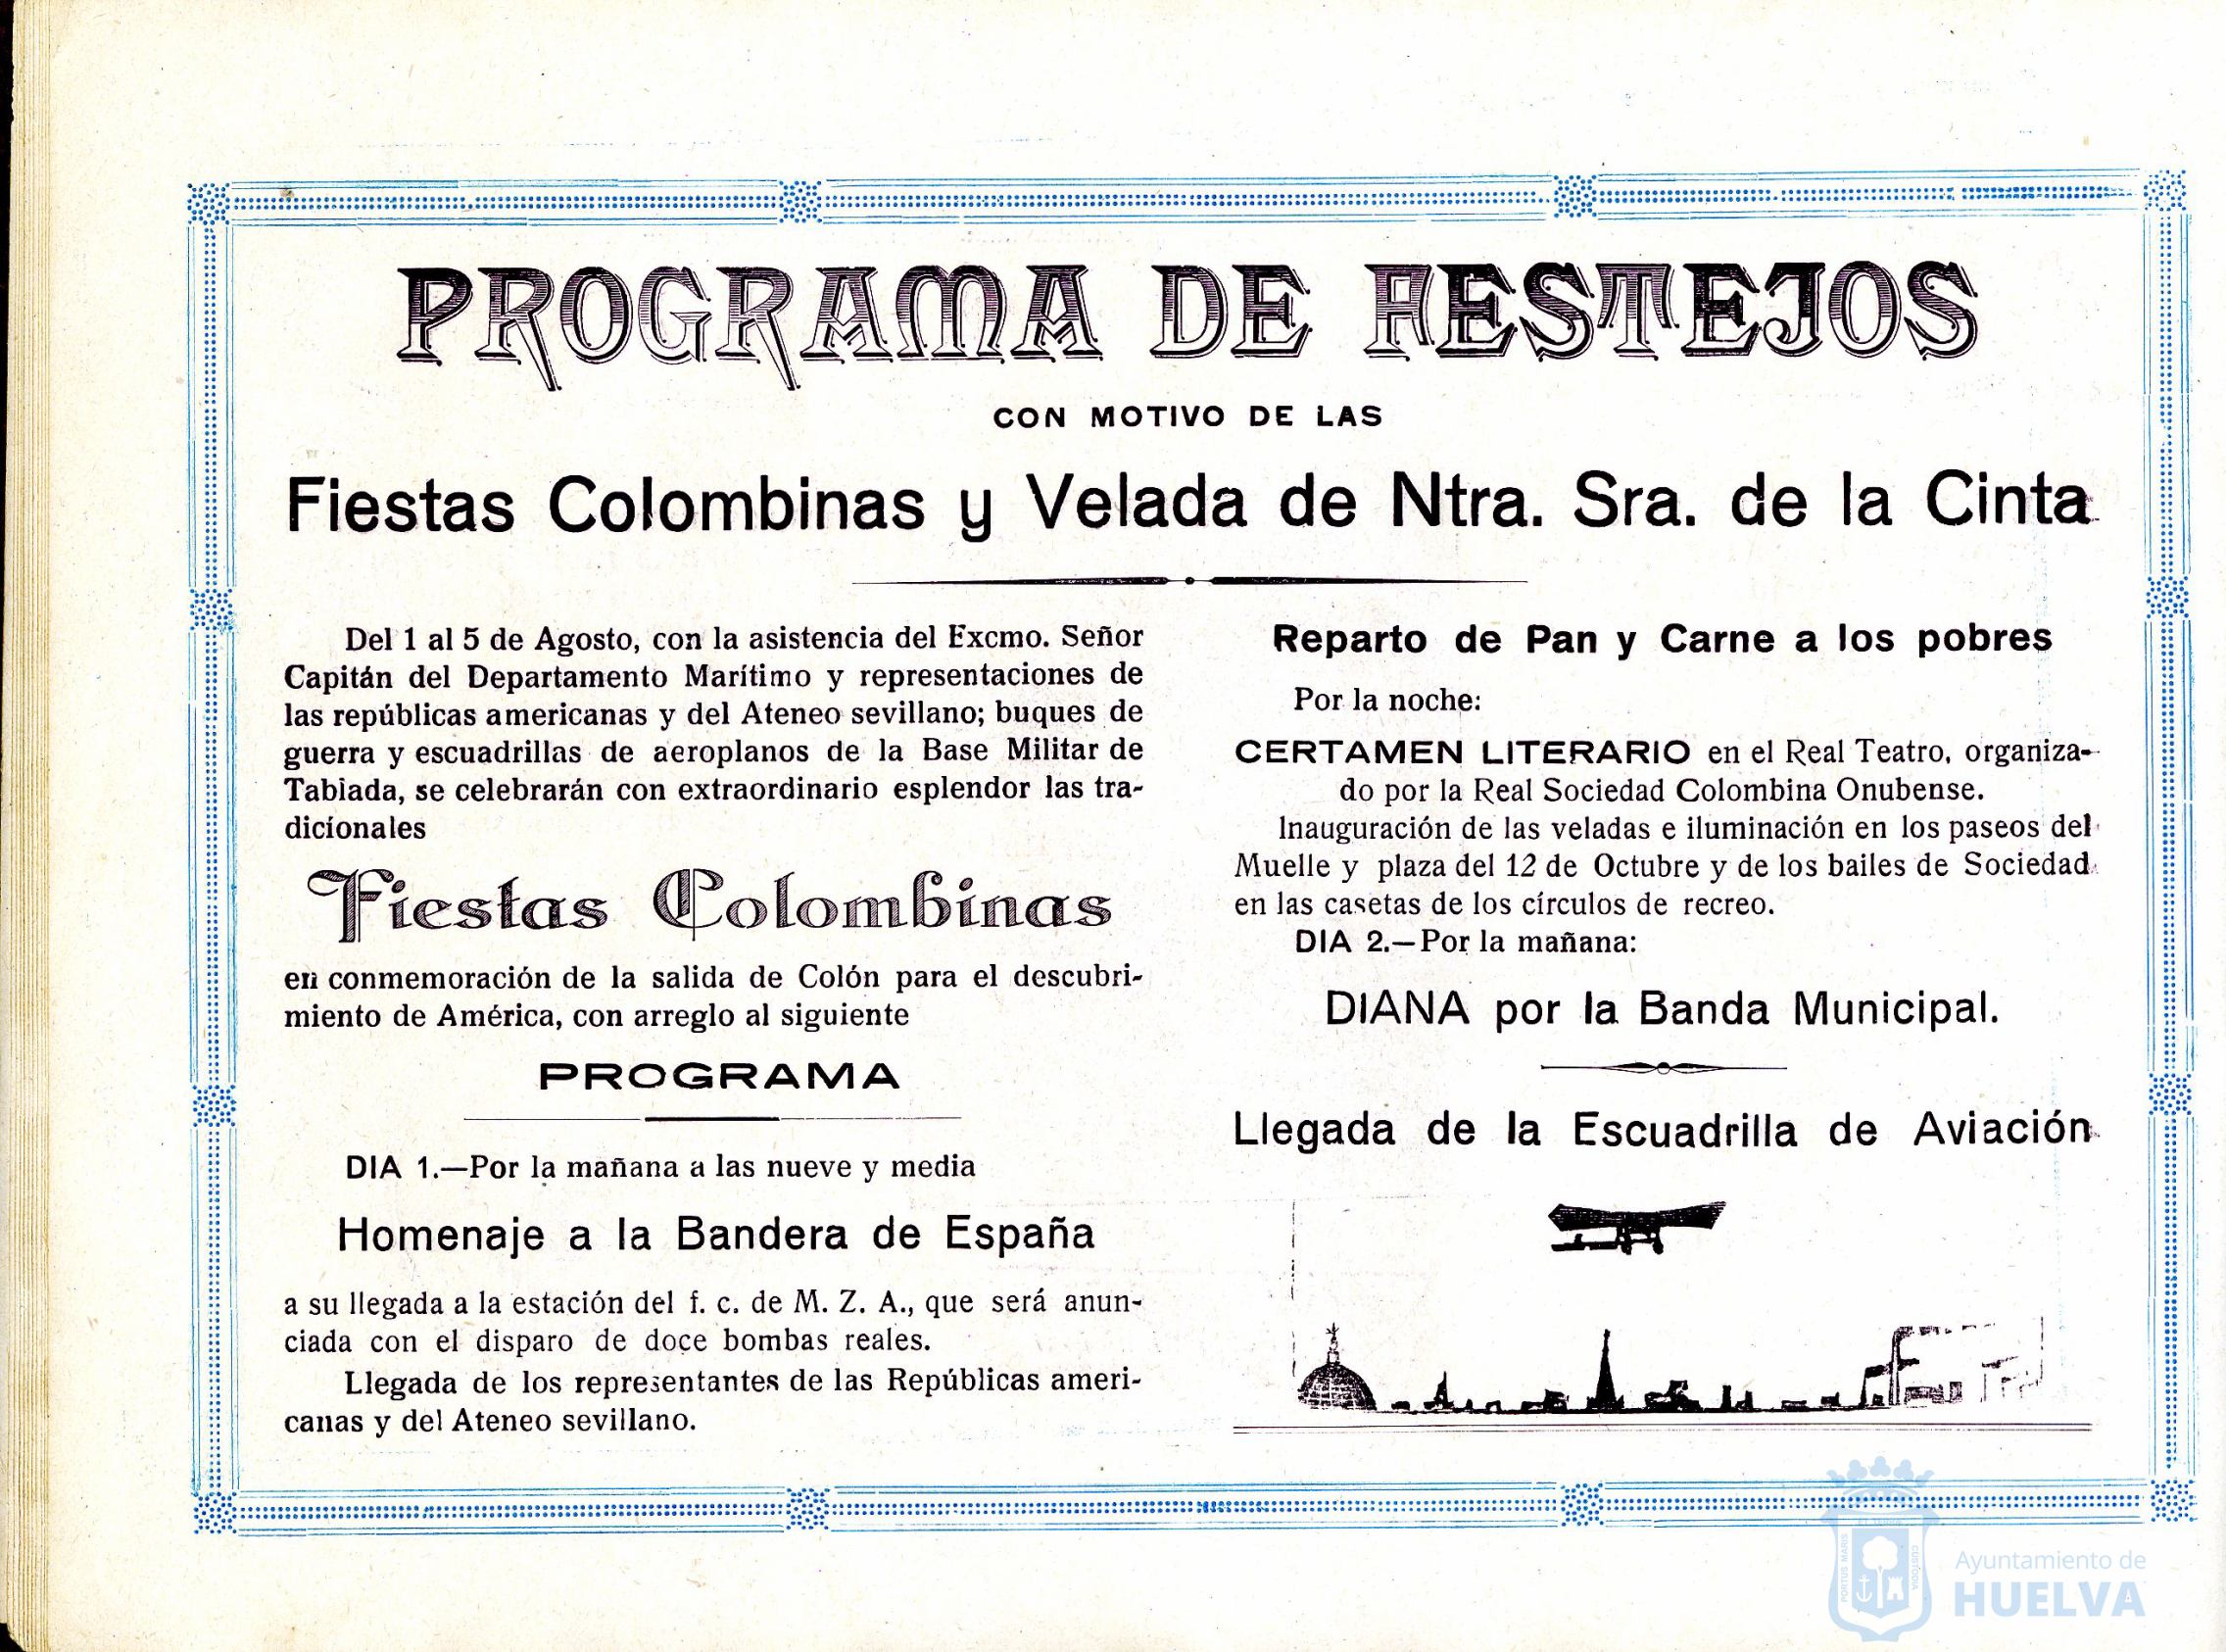 PROGRAMA DE FESTEJOS
CON MOTIVO DE LAS
Fiestas Colombinas y Velada de Ntra. Sra. de la Cinta
Del 1 al 5 de Agosto, con la asistencia del Excmo. Señor
Capitán del Departamento Marítimo y representaciones de
las repúblicas americanas y del Ateneo sevillano; buques de
guerra y escuadrillas de aeroplanos de la Base Militar de
Tablada, se celebrarán con extraordinario esplendor las tra-
dicionales
Fiestas Colombinas
en conmemoración de la salida de Colón para el descubri-
miento de América, con arreglo al siguiente
PROGRAMA
DIA 1.—Por la mañana a las nueve y media
Homenaje a la Bandera de España
a su llegada a la estación del f. c. de M. Z. A., que será anun-
ciada con el disparo de doce bombas reales.
Llegada de los representantes de las Repúblicas ameri-
canas y del Ateneo sevillano.
Reparto de Pan y Carne a los pobres
Por la noche:
CERTAMEN LITERARIO en el Real Teatro, organiza-
do por la Real Sociedad Colombina Onubense.
Inauguración de las veladas e iluminación en los paseos del
Muelle y plaza del 12 de Octubre y de los bailes de Sociedad
en las casetas de los círculos de recreo.
DIA 2.—Por la mañana:
DIANA por la Banda Municipal.
Llegada de la Escuadrilla de Aviación
PORTUS MARIS
CUSTODIA
Ayuntamiento de
HUELVA